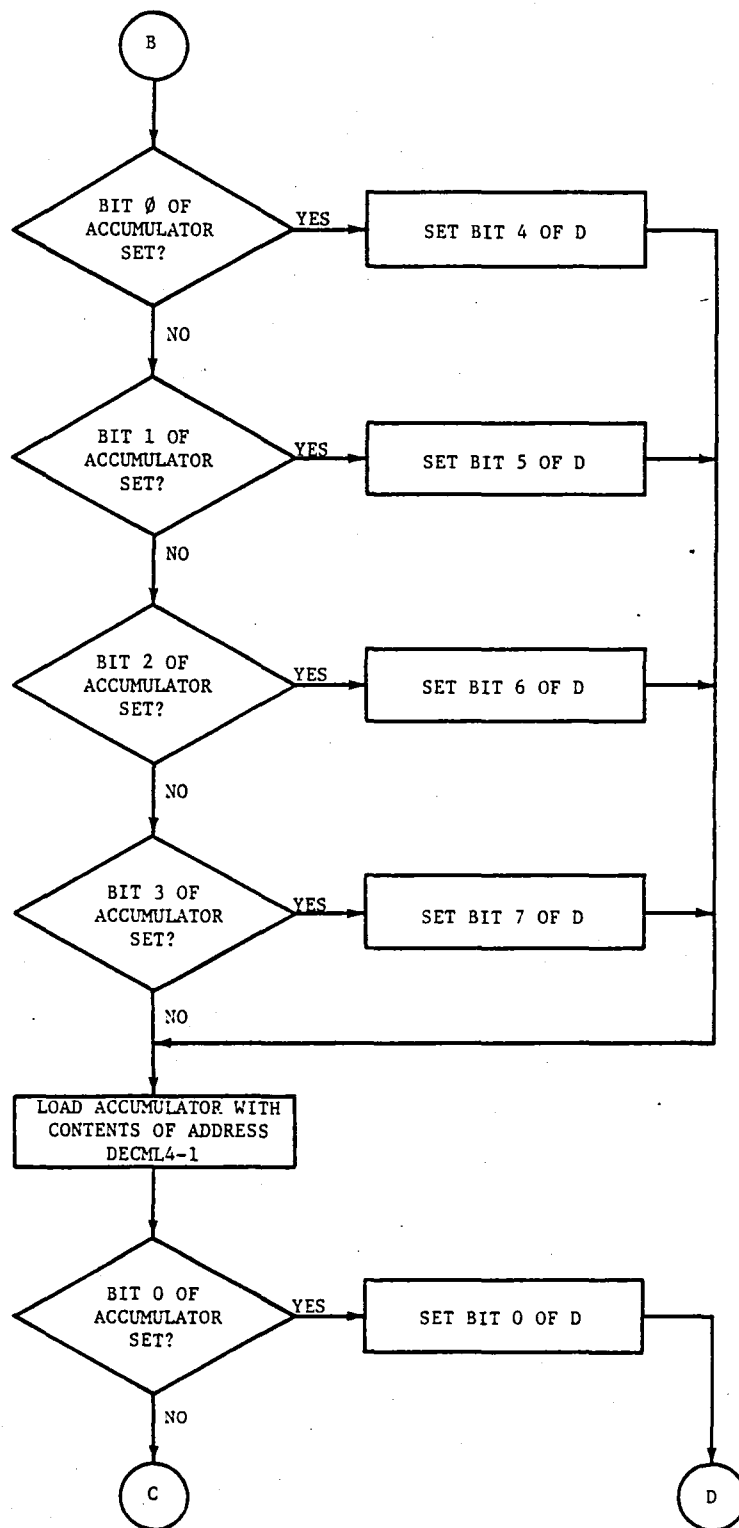 B
BIT Ø OF
ACCUMULATOR
SET?
YES
SET BIT 4 OF D
NO
BIT 1 OF
ACCUMULATOR
SET?
YES
SET BIT 5 OF D
NO
BIT 2 OF
ACCUMULATOR
SET?
YES
SET BIT 6 OF D
NO
BIT 3 OF
ACCUMULATOR
SET?
YES
SET BIT 7 OF D
NO
LOAD ACCUMULATOR WITH
CONTENTS OF ADDRESS
DECML4-1
BIT 0 OF
ACCUMULATOR
SET?
YES
SET BIT 0 OF D
NO
C
D